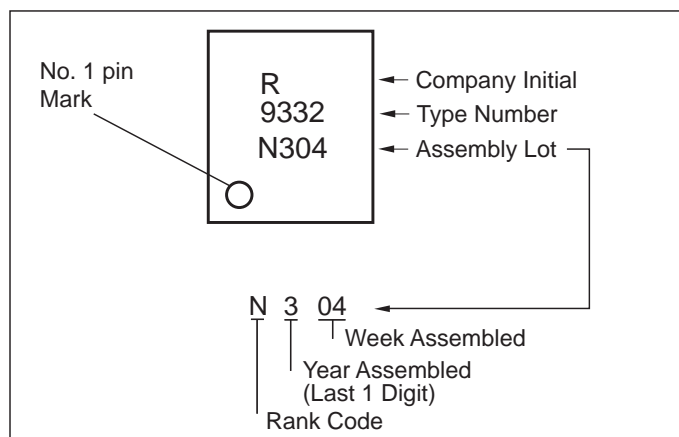 No. 1 pin
Mark
R
9332
N304
Company Initial
Type Number
Assembly Lot
N 3 04
Week Assembled
Year Assembled
(Last 1 Digit)
Rank Code